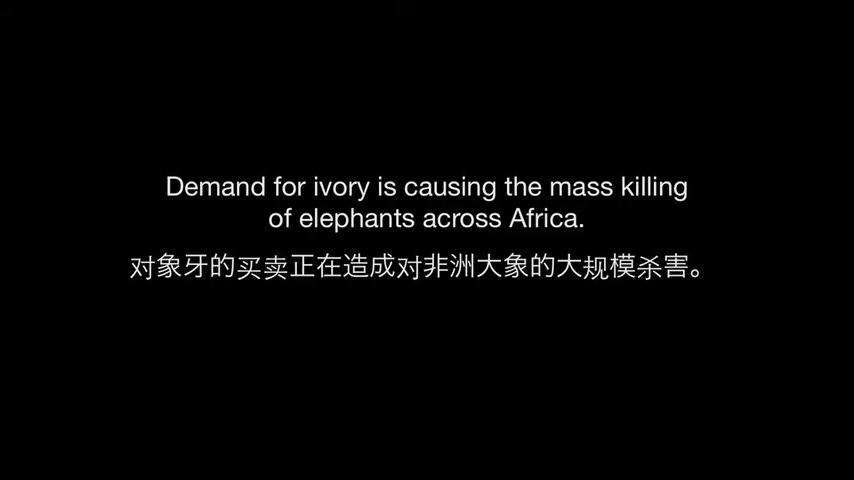 Demand for ivory is causing the mass killing
of elephants across Africa.
对象牙的买卖正在造成对非洲大象的大规模杀害。